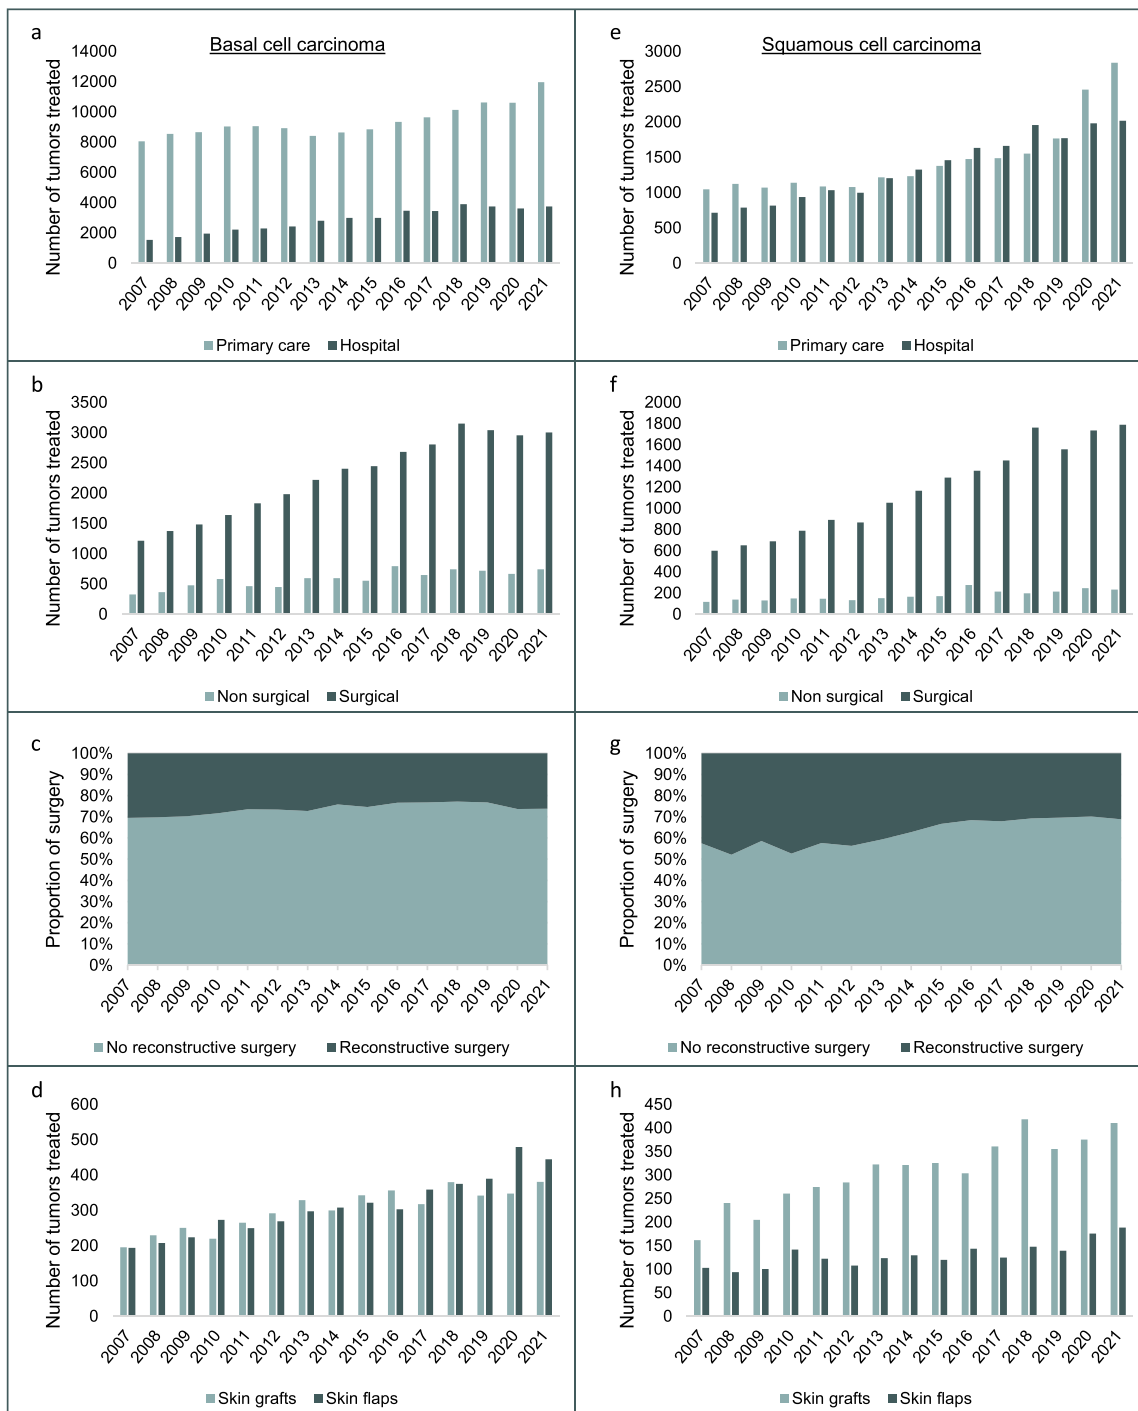 a
Basal cell carcinoma
Number of tumors treated
14000
12000
10000
8000
6000
4000
2000
0
2007 2008 2009 2010 2011 2012 2013 2014 2015 2016 2017 2018 2019 2020 2021
Primary care Hospital
e
Squamous cell carcinoma
Number of tumors treated
3000
2500
2000
1500
1000
500
0
2007 2008 2009 2010 2011 2012 2013 2014 2015 2016 2017 2018 2019 2020 2021
Primary care Hospital
b
Number of tumors treated
3500
3000
2500
2000
1500
1000
500
0
2007 2008 2009 2010 2011 2012 2013 2014 2015 2016 2017 2018 2019 2020 2021
Non surgical Surgical
f
Number of tumors treated
2000
1800
1600
1400
1200
1000
800
600
400
200
0
2007 2008 2009 2010 2011 2012 2013 2014 2015 2016 2017 2018 2019 2020 2021
Non surgical Surgical
c
Proportion of surgery
100%
90%
80%
70%
60%
50%
40%
30%
20%
10%
0%
2007 2008 2009 2010 2011 2012 2013 2014 2015 2016 2017 2018 2019 2020 2021
No reconstructive surgery Reconstructive surgery
g
Proportion of surgery
100%
90%
80%
70%
60%
50%
40%
30%
20%
10%
0%
2007 2008 2009 2010 2011 2012 2013 2014 2015 2016 2017 2018 2019 2020 2021
No reconstructive surgery Reconstructive surgery
d
Number of tumors treated
600
500
400
300
200
100
0
2007 2008 2009 2010 2011 2012 2013 2014 2015 2016 2017 2018 2019 2020 2021
Skin grafts Skin flaps
h
Number of tumors treated
450
400
350
300
250
200
150
100
50
0
2007 2008 2009 2010 2011 2012 2013 2014 2015 2016 2017 2018 2019 2020 2021
Skin grafts Skin flaps